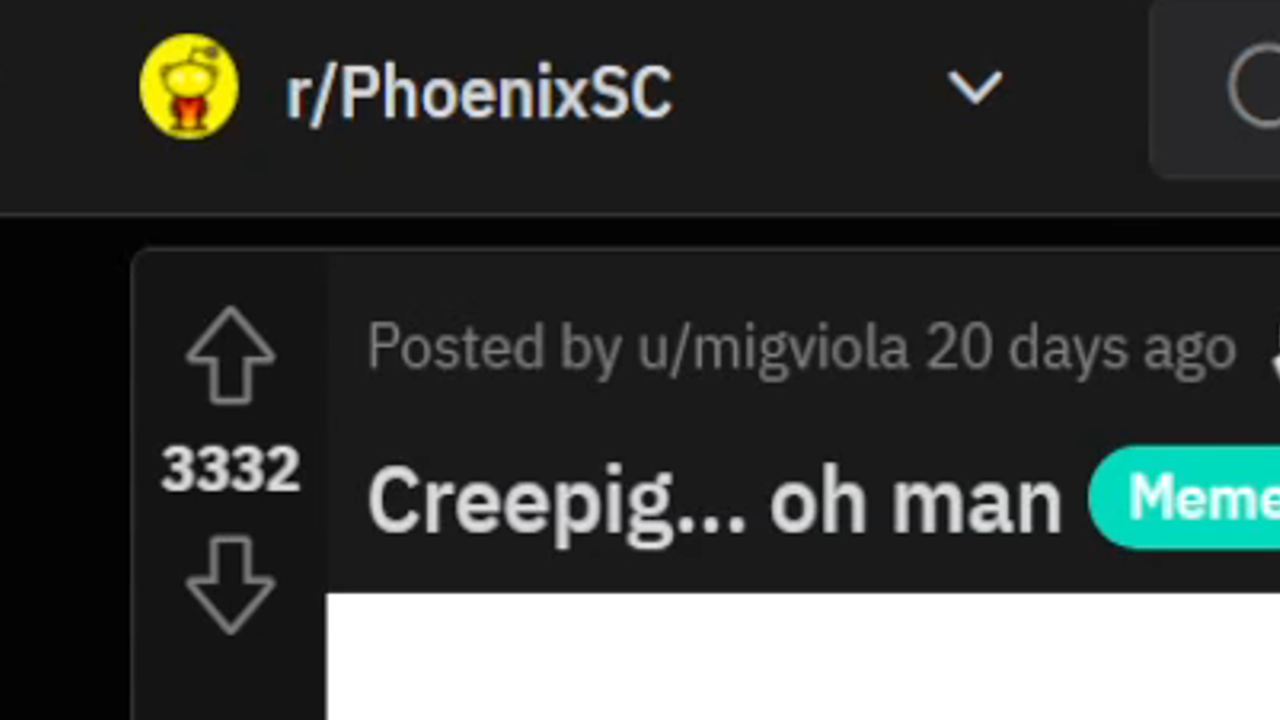 r/PhoenixSC
Posted by u/migviola 20 days ago
3332
Creepig... oh man
Meme